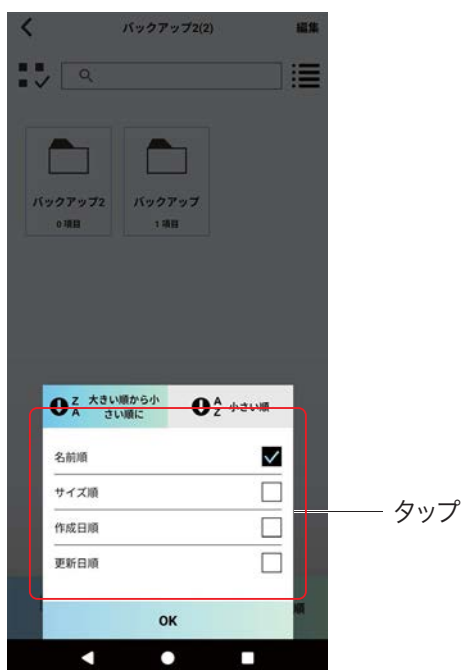 バックアップ2(2)
編集
バックアップ2
0 項目
バックアップ
1 項目
Z
A
大きい順から小
さい順に
A
Z
小さい順
名前順
サイズ順
作成日順
更新日順
OK
順
タップ